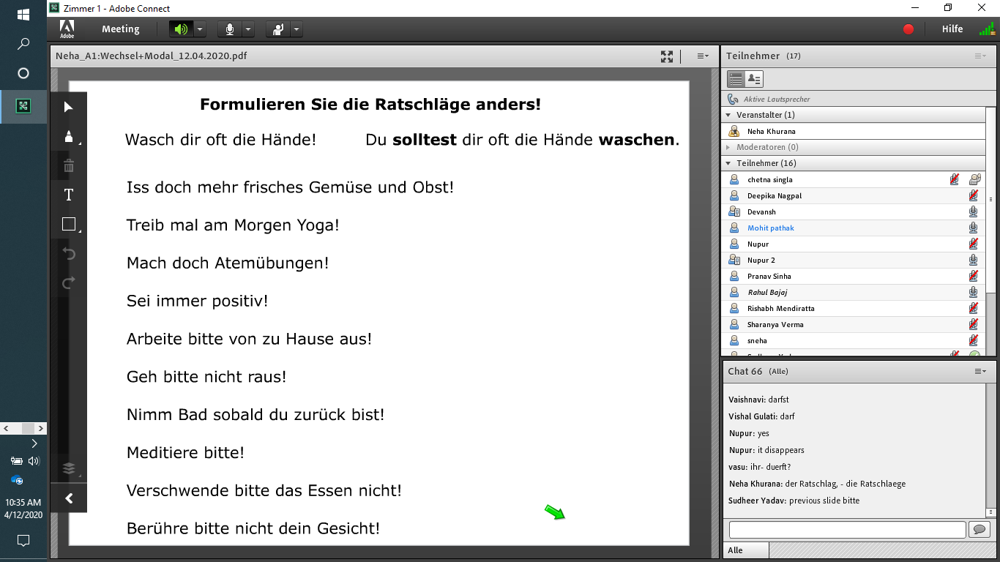 Zimmer 1 - Adobe Connect
Adobe
Meeting
Hilfe
Neha_A1:Wechsel+Modal_12.04.2020.pdf
Formulieren Sie die Ratschläge anders!
Wasch dir oft die Hände! Du solltest dir oft die Hände waschen.
Iss doch mehr frisches Gemüse und Obst!
Treib mal am Morgen Yoga!
Mach doch Atemübungen!
Sei immer positiv!
Arbeite bitte von zu Hause aus!
Geh bitte nicht raus!
Nimm Bad sobald du zurück bist!
Meditiere bitte!
Verschwende bitte das Essen nicht!
Berühre bitte nicht dein Gesicht!
T
Teilnehmer (17)
Aktive Lautsprecher
Veranstalter (1)
Neha Khurana
Moderatoren (0)
Teilnehmer (16)
chetna singla
Deepika Nagpal
Devansh
Mohit pathak
Nupur
Nupur 2
Pranav Sinha
Rahul Bajaj
Rishabh Mendiratta
Sharanya Verma
sneha
Chat 66 (Alle)
Vaishnavi: darfst
Vishal Gulati: darf
Nupur: yes
Nupur: it disappears
vasu: ihr- duerft?
Neha Khurana: der Ratschlag, - die Ratschlaege
Sudheer Yadav: previous slide bitte
Alle
10:35 AM
4/12/2020